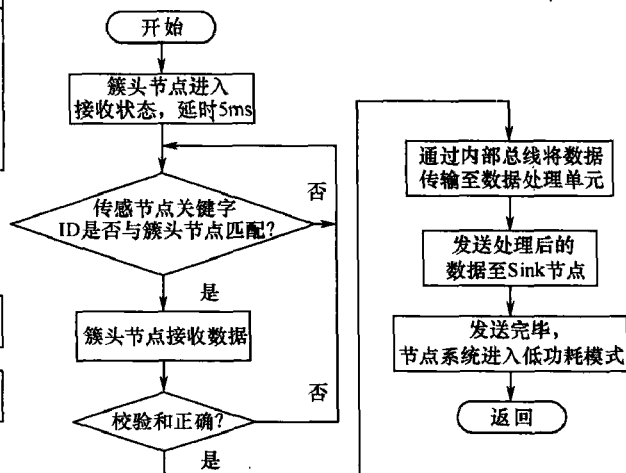 开始
簇头节点进入
接收状态，延时5ms
传感节点关键字
ID是否与簇头节点匹配？
否
是
簇头节点接收数据
校验和正确？
否
是
通过内部总线将数据
传输至数据处理单元
发送处理后的
数据至Sink节点
发送完毕，
节点系统进入低功耗模式
返回